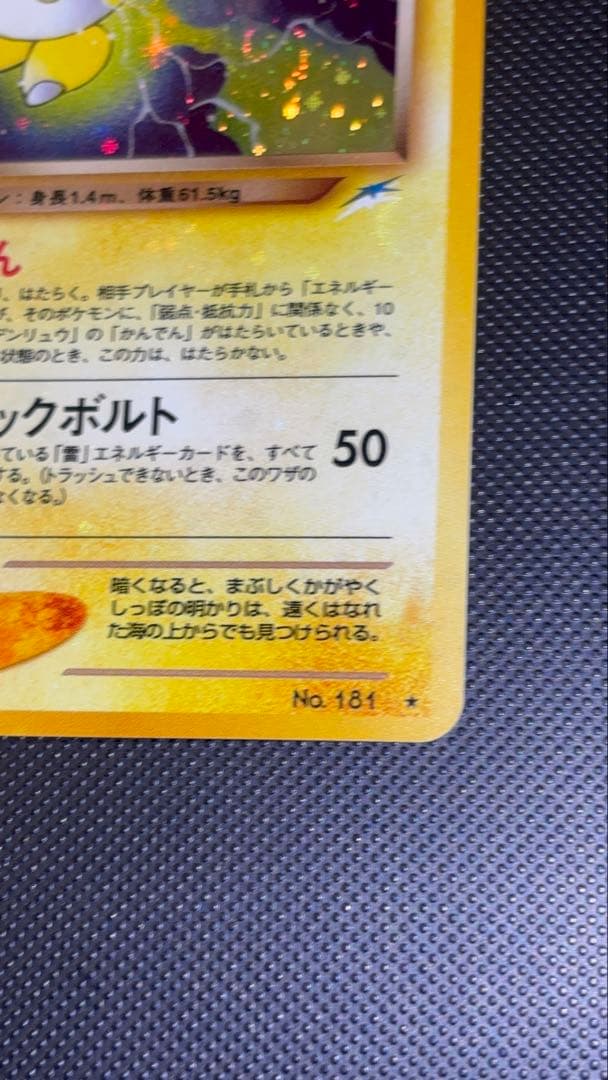 ン：身長1.4m、体重61.5kg
ん
、はたらく。相手プレイヤーが手札から「エネルギー
、そのポケモンに、「弱点・抵抗力」に関係なく、10
デンリュウ」の「かんでん」がはたらいているときや、
状態のとき、この力は、はたらかない。
ックボルト
ている「雷」エネルギーカードを、すべて
する。（トラッシュできないとき、このワザの
なくなる。）
50
暗くなると、まぶしくかがやく
しっぽの明かりは、遠くはなれ
た海の上からでも見つけられる。
No. 181 ★